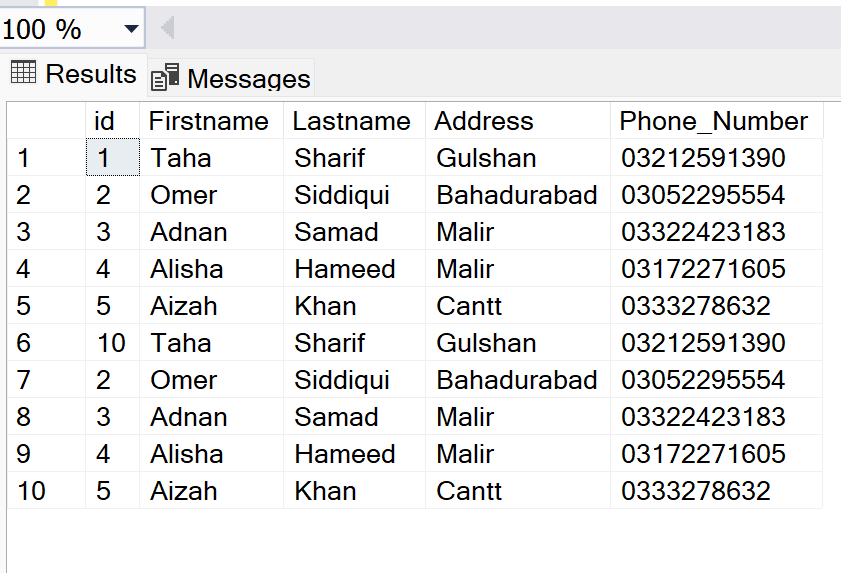 100 %
Results Messages
id Firstname Lastname Address Phone_Number
1 1 Taha Sharif Gulshan 03212591390
2 2 Omer Siddiqui Bahadurabad 03052295554
3 3 Adnan Samad Malir 03322423183
4 4 Alisha Hameed Malir 03172271605
5 5 Aizah Khan Cantt 0333278632
6 10 Taha Sharif Gulshan 03212591390
7 2 Omer Siddiqui Bahadurabad 03052295554
8 3 Adnan Samad Malir 03322423183
9 4 Alisha Hameed Malir 03172271605
10 5 Aizah Khan Cantt 0333278632